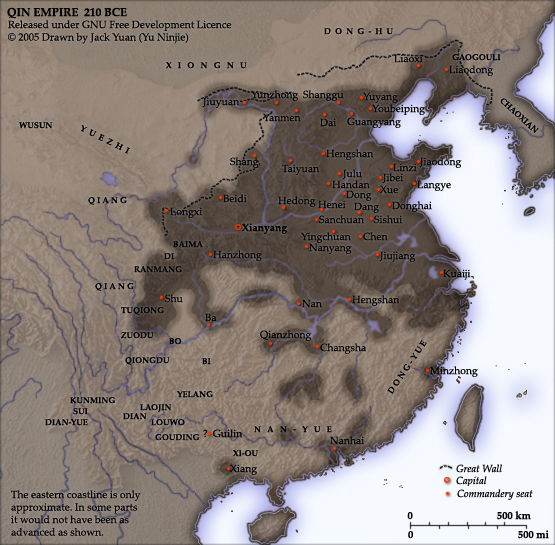 QIN EMPIRE 210 BCE
Released under GNU Free Development Licence
© 2005 Drawn by Jack Yuan (Yu Ninjie)
DONG-HU
XIONGNU
GAOGOULI
Liaoxi
Liaodong
CHAOXIAN
Jiuyuan
Yunzhong
Shanggu
Yuyang
Youbeiping
Yanmen
Dai
Guangyang
WUSUN
YUEZHI
Shang
Taiyuan
Hengshan
Julu
Linzi
Jiaodong
Jibei
Handan
Xue
Langye
QIANG
Beidi
Hedong
Dong
Henei
Dang
Donghai
Longxi
Sanchuan
Sishui
Xianyang
Yingchuan
Chen
BAIMA
Nanyang
DI
Hanzhong
Jiujiang
RANMANG
Kuaiji
QIANG
Shu
Nan
Hengshan
TUQIONG
Ba
ZUODU
BO
Qianzhong
Changsha
QIONGDU
BI
DONG-YUE
Minzhong
YELANG
KUNMING
SUI
LAOJIN
DIAN
DIAN-YUE
LOUWO
NAN-YUE
GOUDING
? Guilin
Nanhai
XI-OU
Xiang
Great Wall
Capital
Commandery seat
The eastern coastline is only
approximate. In some parts
it would not have been as
advanced as shown.
0 500 km
0 500 mi